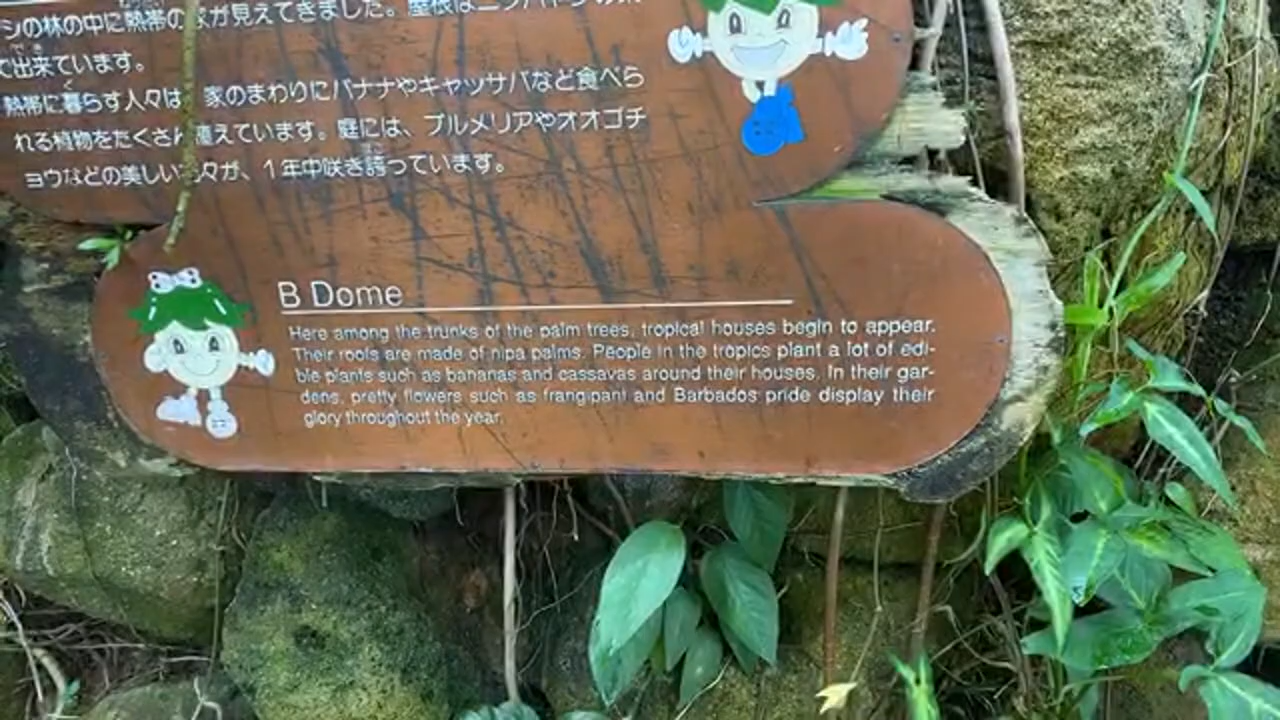 シの林の中に熱帯の家が見えてきました。屋根はニッパヤシの
で出来ています。
熱帯に暮らす人々は、家のまわりにバナナやキャッサバなど食べら
れる植物をたくさん植えています。庭には、プルメリアやオオゴチ
ョウなどの美しい花々が、1年中咲き誇っています。
B Dome
Here among the trunks of the palm trees, tropical houses begin to appear.
Their roofs are made of nipa palms. People in the tropics plant a lot of edi-
ble plants such as bananas and cassavas around their houses. In their gar-
dens, pretty flowers such as frangipani and Barbados pride display their
glory throughout the year.